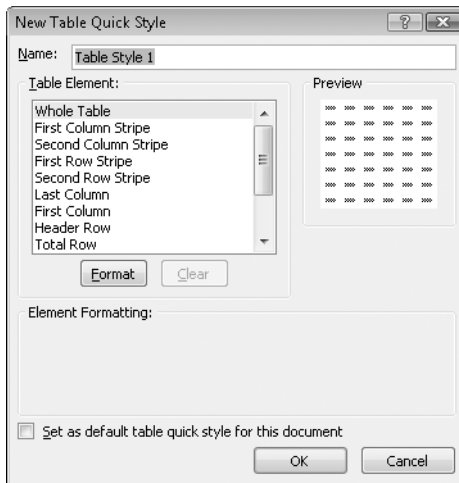 New Table Quick Style
Name: Table Style 1
Table Element:
Preview
Whole Table
First Column Stripe
Second Column Stripe
First Row Stripe
Second Row Stripe
Last Column
First Column
Header Row
Total Row
Format Clear
Element Formatting:
Set as default table quick style for this document
OK Cancel